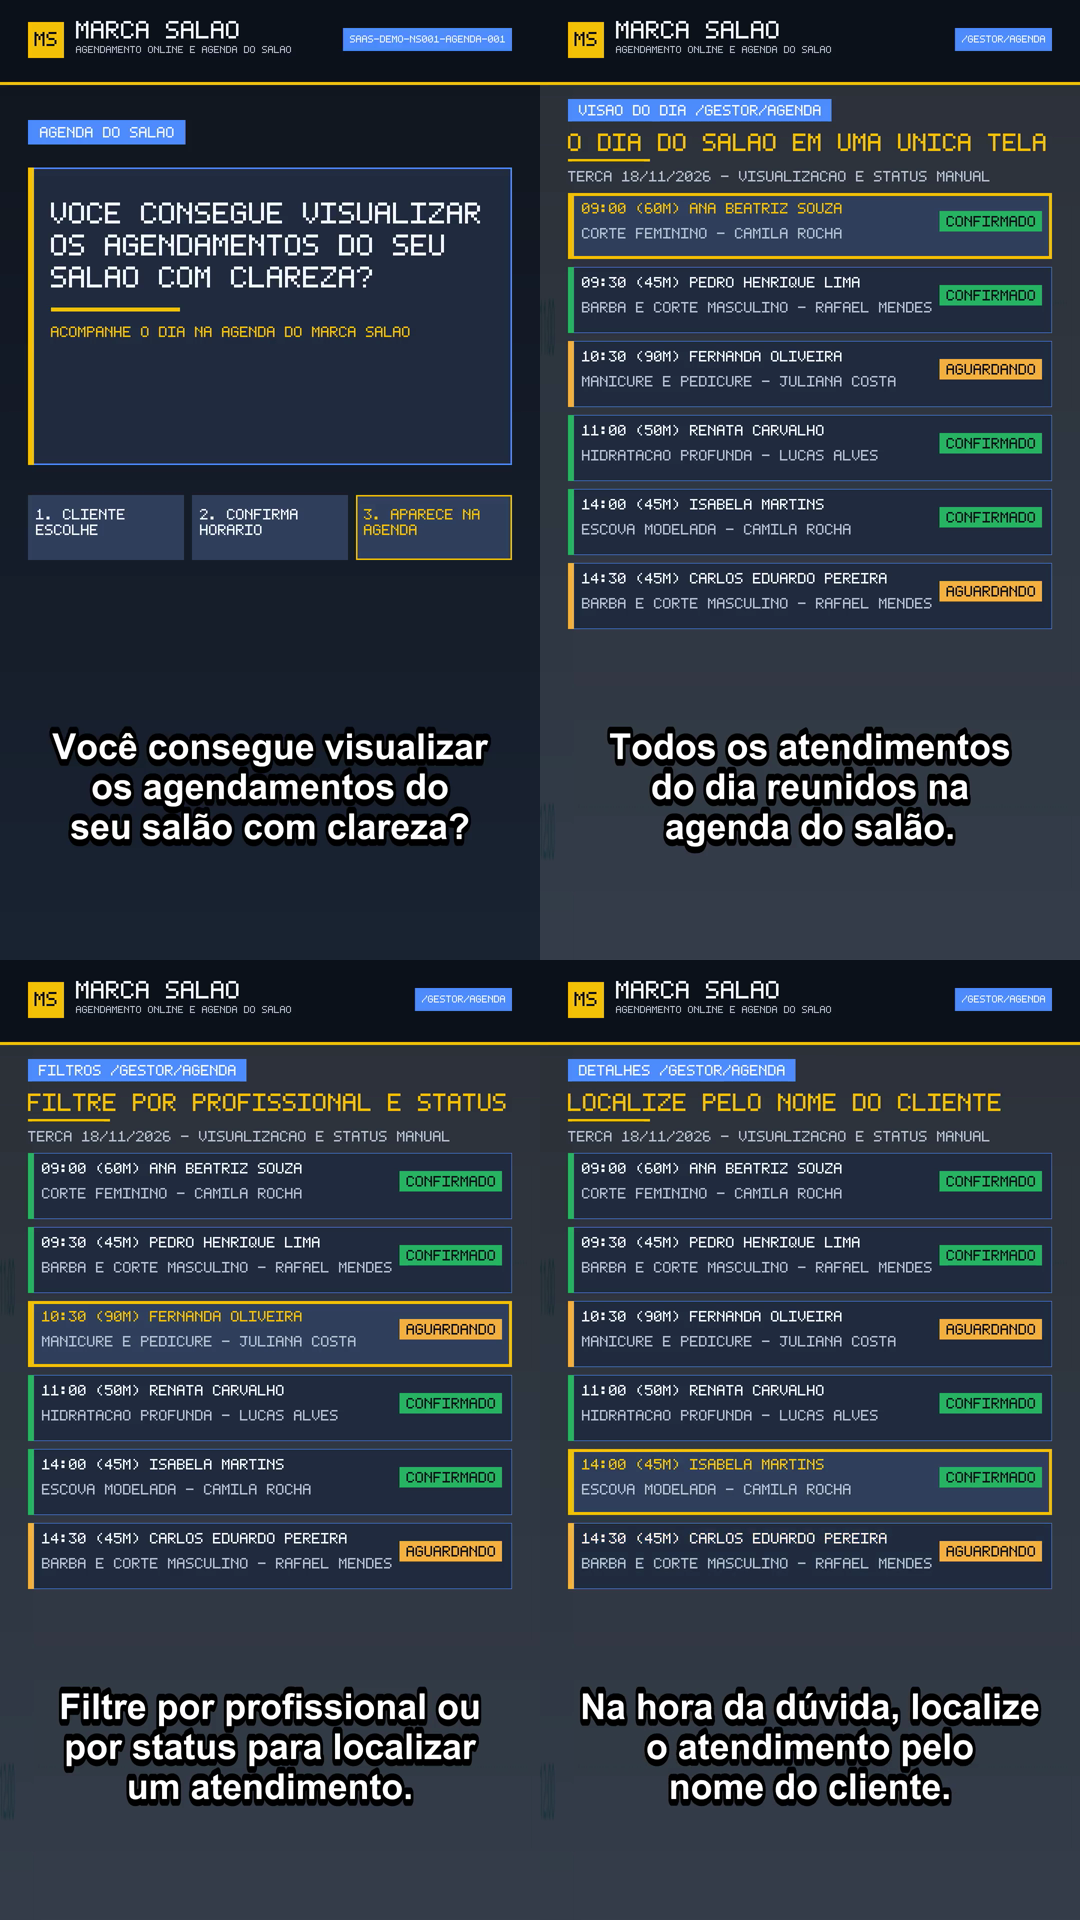 MS
MARCA SALAO
AGENDAMENTO ONLINE E AGENDA DO SALAO
SAAS-DEMO-NS001-AGENDA-001
AGENDA DO SALAO
VOCE CONSEGUE VISUALIZAR
OS AGENDAMENTOS DO SEU
SALAO COM CLAREZA?
ACOMPANHE O DIA NA AGENDA DO MARCA SALAO
1. CLIENTE
ESCOLHE
2. CONFIRMA
HORARIO
3. APARECE NA
AGENDA
Você consegue visualizar
os agendamentos do
seu salão com clareza?
MS
MARCA SALAO
AGENDAMENTO ONLINE E AGENDA DO SALAO
/GESTOR/AGENDA
VISAO DO DIA /GESTOR/AGENDA
O DIA DO SALAO EM UMA UNICA TELA
TERCA 18/11/2026 - VISUALIZACAO E STATUS MANUAL
09:00 (60M) ANA BEATRIZ SOUZA
CORTE FEMININO - CAMILA ROCHA
CONFIRMADO
09:30 (45M) PEDRO HENRIQUE LIMA
BARBA E CORTE MASCULINO - RAFAEL MENDES
CONFIRMADO
10:30 (90M) FERNANDA OLIVEIRA
MANICURE E PEDICURE - JULIANA COSTA
AGUARDANDO
11:00 (50M) RENATA CARVALHO
HIDRATACAO PROFUNDA - LUCAS ALVES
CONFIRMADO
14:00 (45M) ISABELA MARTINS
ESCOVA MODELADA - CAMILA ROCHA
CONFIRMADO
14:30 (45M) CARLOS EDUARDO PEREIRA
BARBA E CORTE MASCULINO - RAFAEL MENDES
AGUARDANDO
Todos os atendimentos
do dia reunidos na
agenda do salão.
MS
MARCA SALAO
AGENDAMENTO ONLINE E AGENDA DO SALAO
/GESTOR/AGENDA
FILTROS /GESTOR/AGENDA
FILTRE POR PROFISSIONAL E STATUS
TERCA 18/11/2026 - VISUALIZACAO E STATUS MANUAL
09:00 (60M) ANA BEATRIZ SOUZA
CORTE FEMININO - CAMILA ROCHA
CONFIRMADO
09:30 (45M) PEDRO HENRIQUE LIMA
BARBA E CORTE MASCULINO - RAFAEL MENDES
CONFIRMADO
10:30 (90M) FERNANDA OLIVEIRA
MANICURE E PEDICURE - JULIANA COSTA
AGUARDANDO
11:00 (50M) RENATA CARVALHO
HIDRATACAO PROFUNDA - LUCAS ALVES
CONFIRMADO
14:00 (45M) ISABELA MARTINS
ESCOVA MODELADA - CAMILA ROCHA
CONFIRMADO
14:30 (45M) CARLOS EDUARDO PEREIRA
BARBA E CORTE MASCULINO - RAFAEL MENDES
AGUARDANDO
Filtre por profissional ou
por status para localizar
um atendimento.
MS
MARCA SALAO
AGENDAMENTO ONLINE E AGENDA DO SALAO
/GESTOR/AGENDA
DETALHES /GESTOR/AGENDA
LOCALIZE PELO NOME DO CLIENTE
TERCA 18/11/2026 - VISUALIZACAO E STATUS MANUAL
09:00 (60M) ANA BEATRIZ SOUZA
CORTE FEMININO - CAMILA ROCHA
CONFIRMADO
09:30 (45M) PEDRO HENRIQUE LIMA
BARBA E CORTE MASCULINO - RAFAEL MENDES
CONFIRMADO
10:30 (90M) FERNANDA OLIVEIRA
MANICURE E PEDICURE - JULIANA COSTA
AGUARDANDO
11:00 (50M) RENATA CARVALHO
HIDRATACAO PROFUNDA - LUCAS ALVES
CONFIRMADO
14:00 (45M) ISABELA MARTINS
ESCOVA MODELADA - CAMILA ROCHA
CONFIRMADO
14:30 (45M) CARLOS EDUARDO PEREIRA
BARBA E CORTE MASCULINO - RAFAEL MENDES
AGUARDANDO
Na hora da dúvida, localize
o atendimento pelo
nome do cliente.